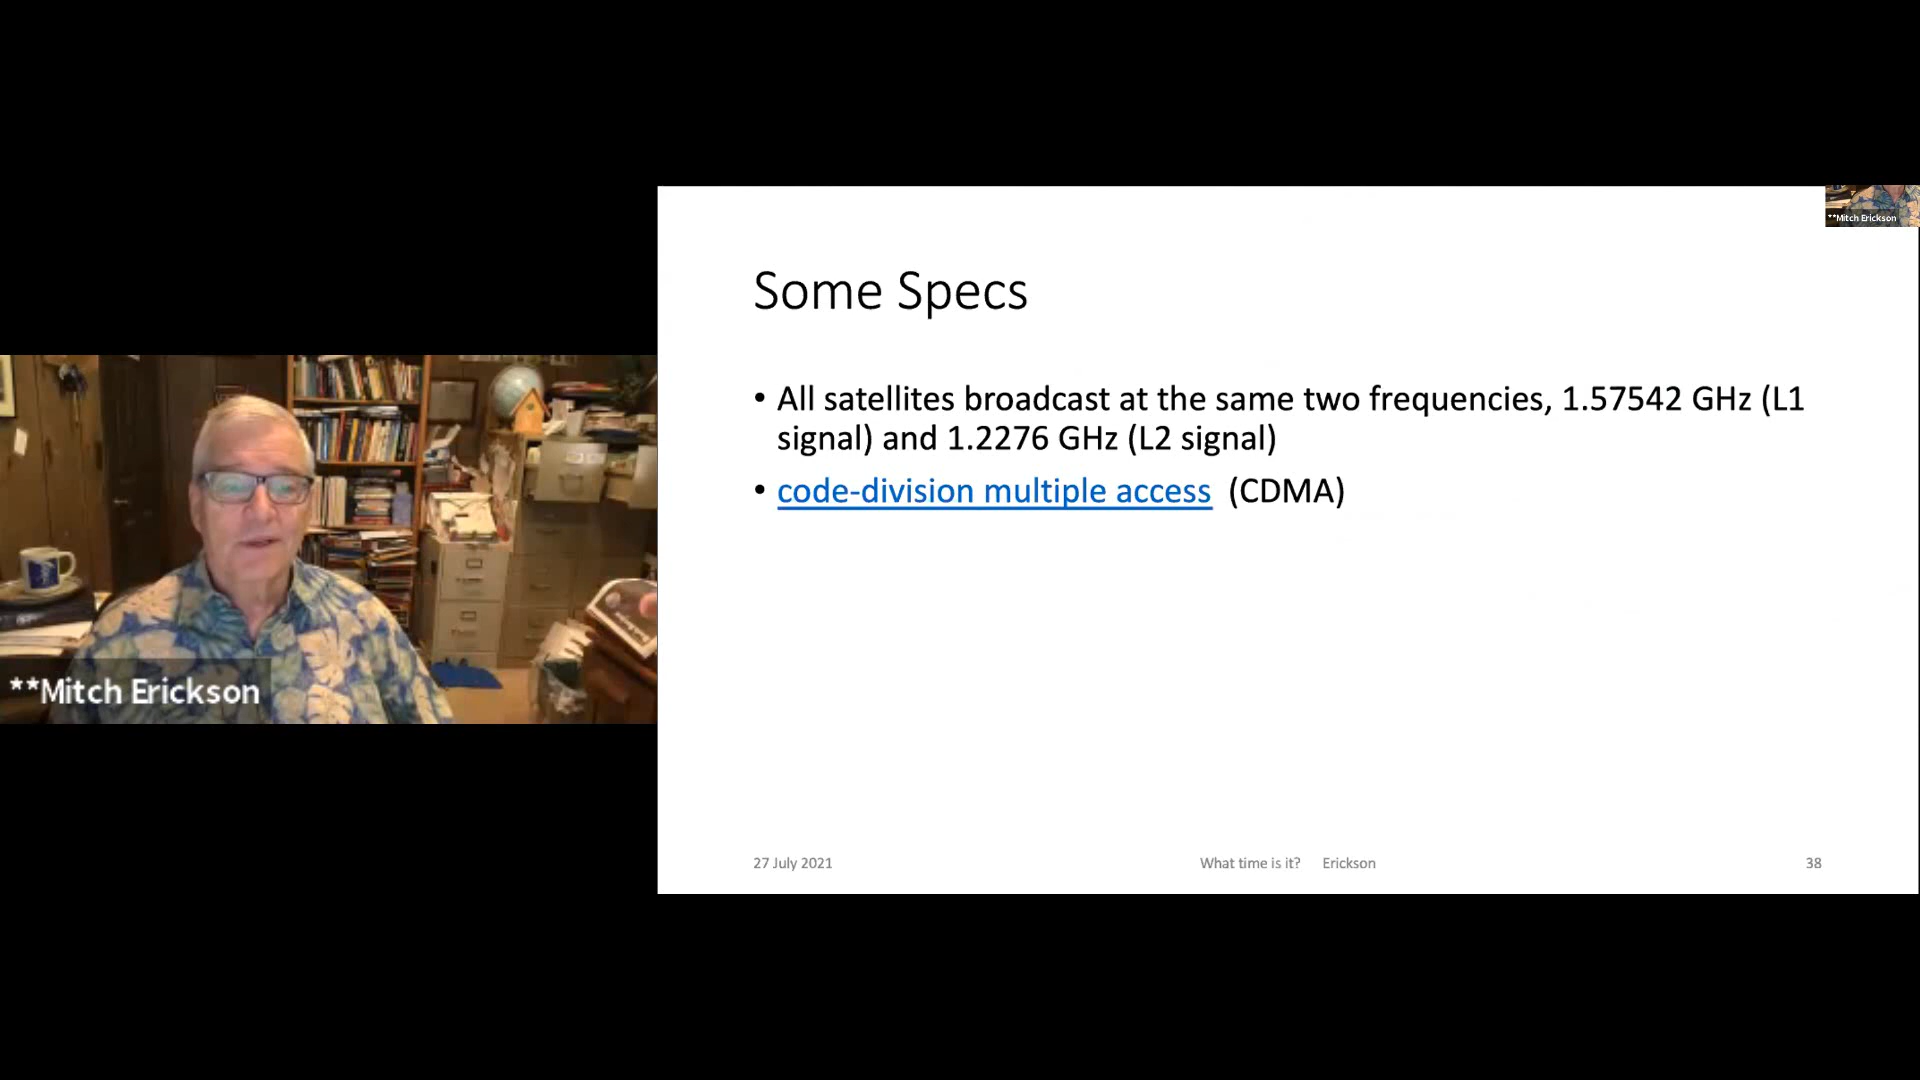 **Mitch Erickson
Some Specs
• All satellites broadcast at the same two frequencies, 1.57542 GHz (L1
signal) and 1.2276 GHz (L2 signal)
• code-division multiple access (CDMA)
27 July 2021
What time is it? Erickson
38
**Mitch Erickson